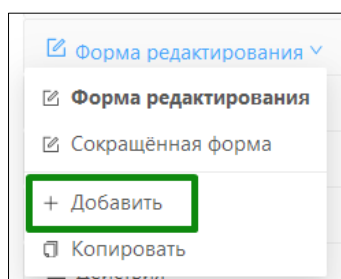 Форма редактирования
Форма редактирования
Сокращённая форма
+ Добавить
Копировать